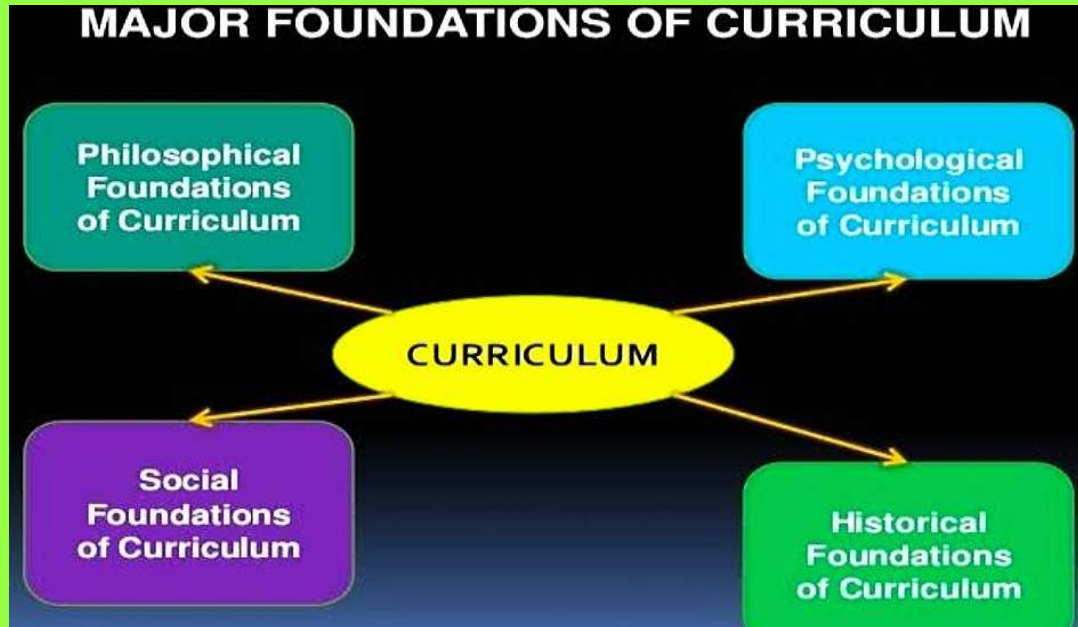 MAJOR FOUNDATIONS OF CURRICULUM
Philosophical
Foundations
of Curriculum
Psychological
Foundations
of Curriculum
CURRICULUM
Social
Foundations
of Curriculum
Historical
Foundations
of Curriculum